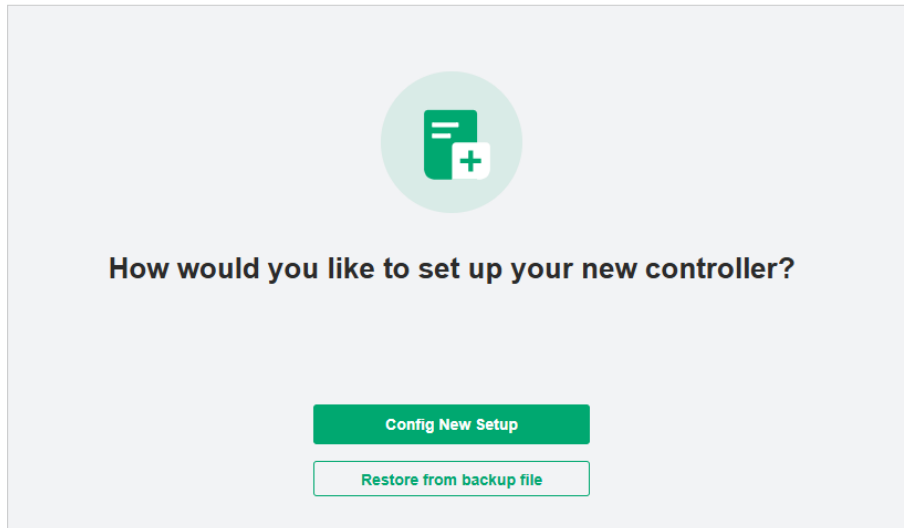 How would you like to set up your new controller?
Config New Setup
Restore from backup file